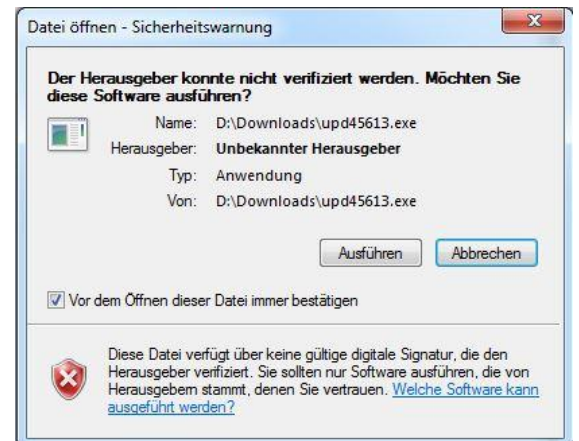 Datei öffnen - Sicherheitswarnung
Der Herausgeber konnte nicht verifiziert werden. Möchten Sie
diese Software ausführen?
Name: D:\Downloads\upd45613.exe
Herausgeber: Unbekannter Herausgeber
Typ: Anwendung
Von: D:\Downloads\upd45613.exe
Ausführen Abbrechen
Vor dem Öffnen dieser Datei immer bestätigen
Diese Datei verfügt über keine gültige digitale Signatur, die den
Herausgeber verifiziert. Sie sollten nur Software ausführen, die von
Herausgebern stammt, denen Sie vertrauen. Welche Software kann
ausgeführt werden?